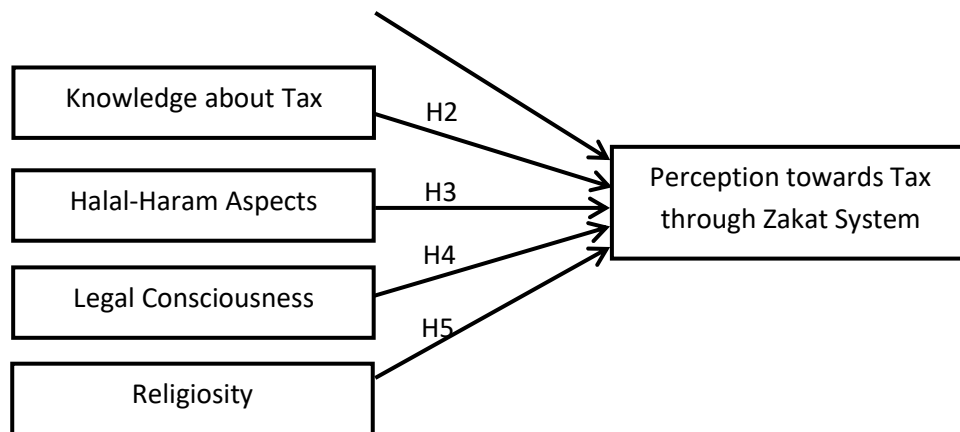 Knowledge about Tax
H2
Halal-Haram Aspects
H3
Perception towards Tax
through Zakat System
Legal Consciousness
H4
Religiosity
H5